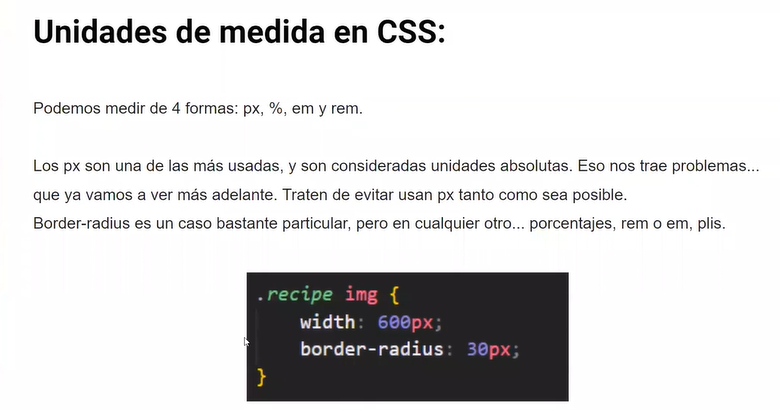 Unidades de medida en CSS:
Podemos medir de 4 formas: px, %, em y rem.
Los px son una de las más usadas, y son consideradas unidades absolutas. Eso nos trae problemas...
que ya vamos a ver más adelante. Traten de evitar usan px tanto como sea posible.
Border-radius es un caso bastante particular, pero en cualquier otro... porcentajes, rem o em, plis.
.recipe img {
width: 600px;
border-radius: 30px;
}